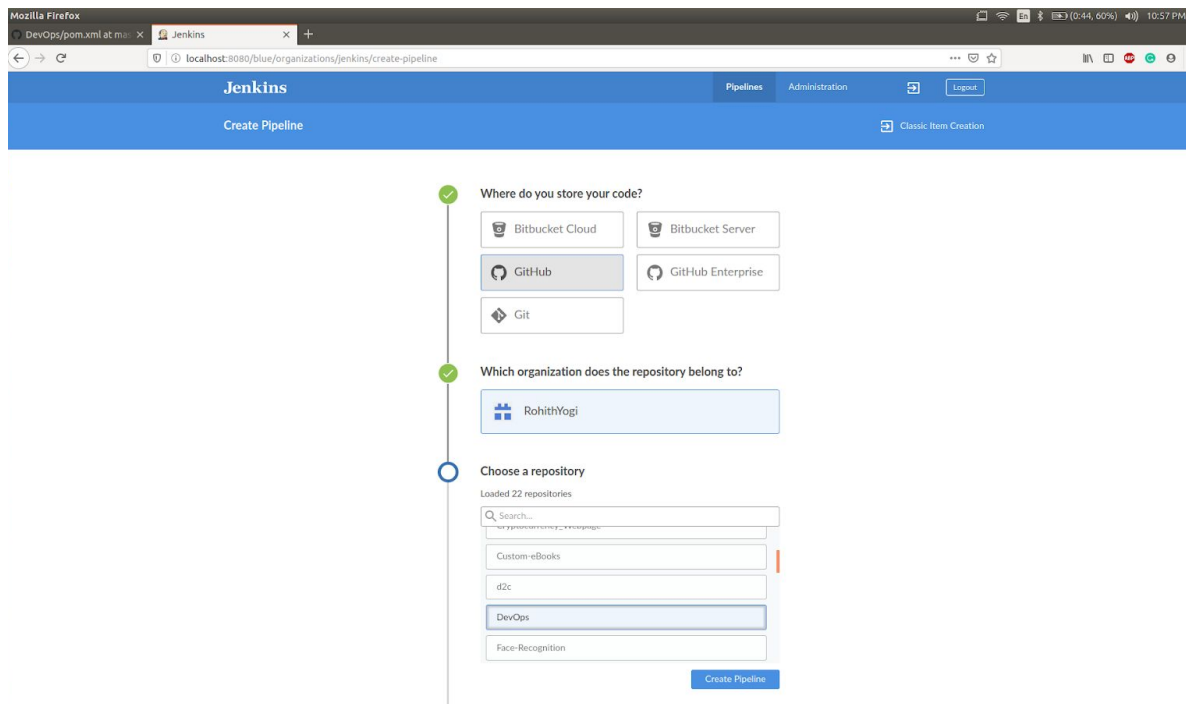 Mozilla Firefox
En (0:44, 60%) 10:57 PM
DevOps/pom.xml at mas
Jenkins
localhost:8080/blue/organizations/jenkins/create-pipeline
ABP
Jenkins
Pipelines
Administration
Logout
Create Pipeline
Classic Item Creation
Where do you store your code?
Bitbucket Cloud
Bitbucket Server
GitHub
GitHub Enterprise
Git
Which organization does the repository belong to?
RohithYogi
Choose a repository
Loaded 22 repositories
Search...
Cryptocurrency_Webpage
Custom-eBooks
d2c
DevOps
Face-Recognition
Create Pipeline